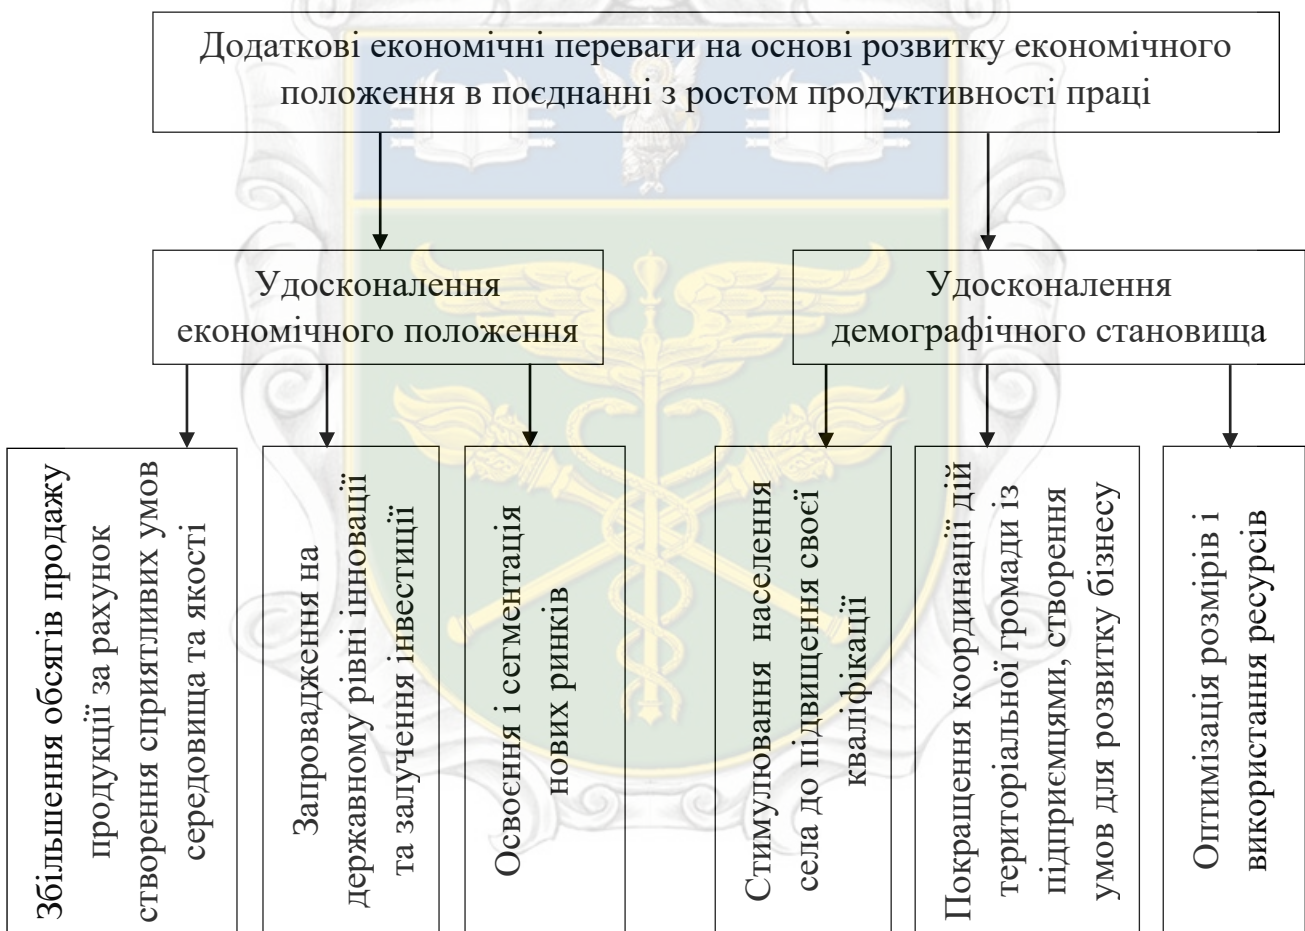 Додаткові економічні переваги на основі розвитку економічного
положення в поєднанні з ростом продуктивності праці
Удосконалення
економічного положення
Удосконалення
демографічного становища
Збільшення обсягів продажу
продукції за рахунок
створення сприятливих умов
середовища та якості
Запровадження на
державному рівні інновації
та залучення інвестиції
Освоєння і сегментація
нових ринків
Стимулювання населення
села до підвищення своєї
кваліфікації
Покращення координації дій
територіальної громади із
підприємцями, створення
умов для розвитку бізнесу
Оптимізація розмірів і
використання ресурсів